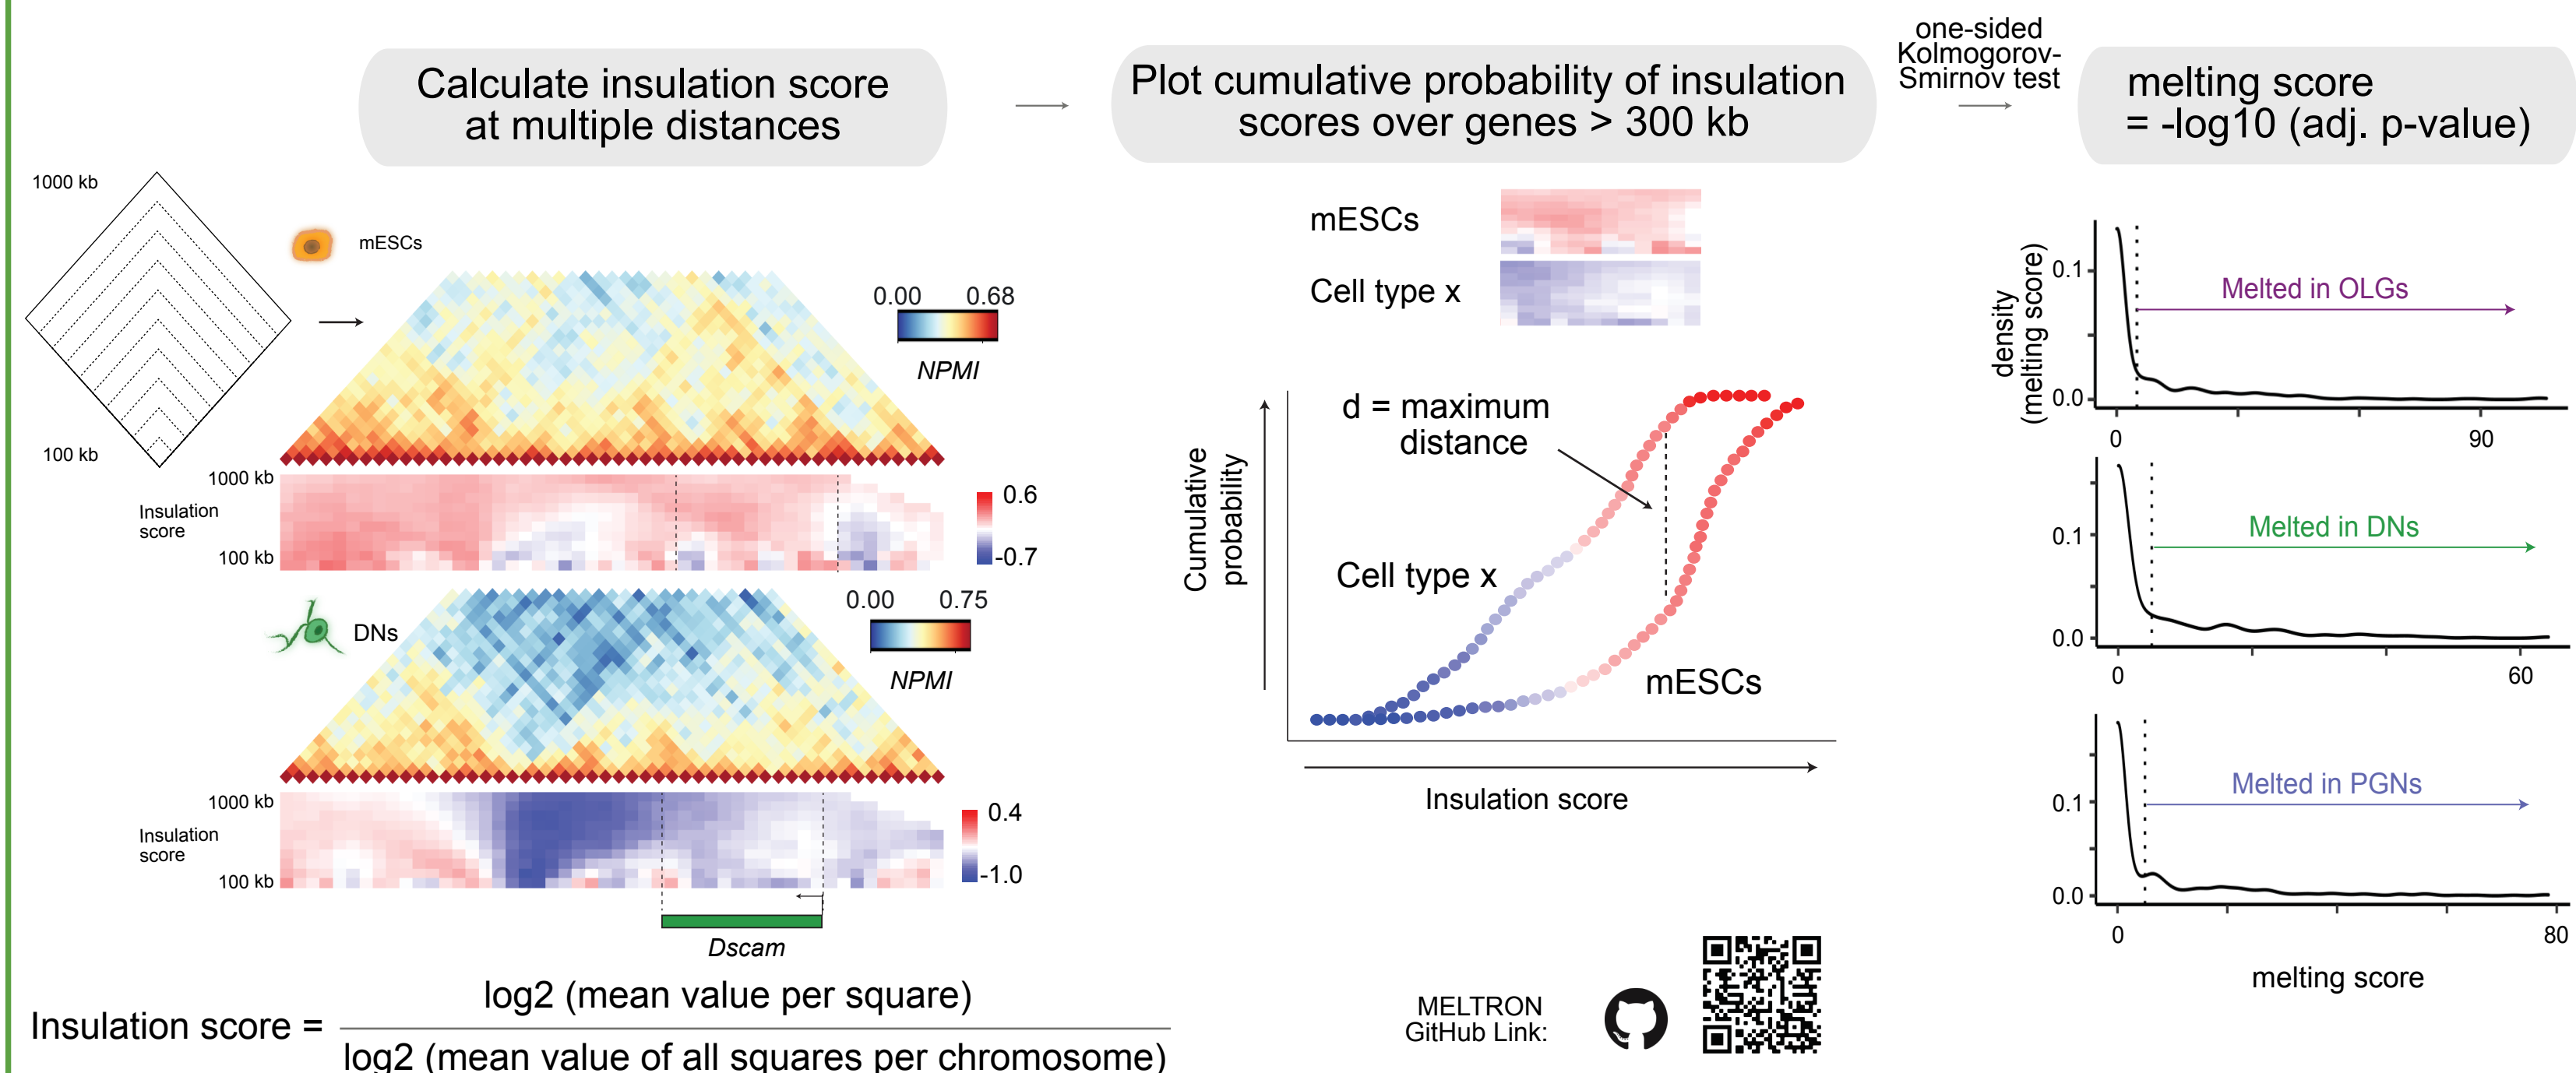 Calculate insulation score
at multiple distances
Plot cumulative probability of insulation
scores over genes > 300 kb
one-sided
Kolmogorov-
Smirnov test
melting score
= -log10 (adj. p-value)
1000 kb
100 kb
mESCs
0.00 0.68
NPMI
1000 kb
Insulation
score
100 kb
0.6
-0.7
DNs
0.00 0.75
NPMI
1000 kb
Insulation
score
100 kb
0.4
-1.0
Dscam
Insulation score =
log2 (mean value per square)
log2 (mean value of all squares per chromosome)
mESCs
Cell type x
d = maximum
distance
Cumulative
probability
Cell type x
mESCs
Insulation score
MELTRON
GitHub Link:
density
(melting score)
0.1
0.0
Melted in OLGs
0 90
0.1
0.0
Melted in DNs
0 60
0.1
0.0
Melted in PGNs
0 80
melting score